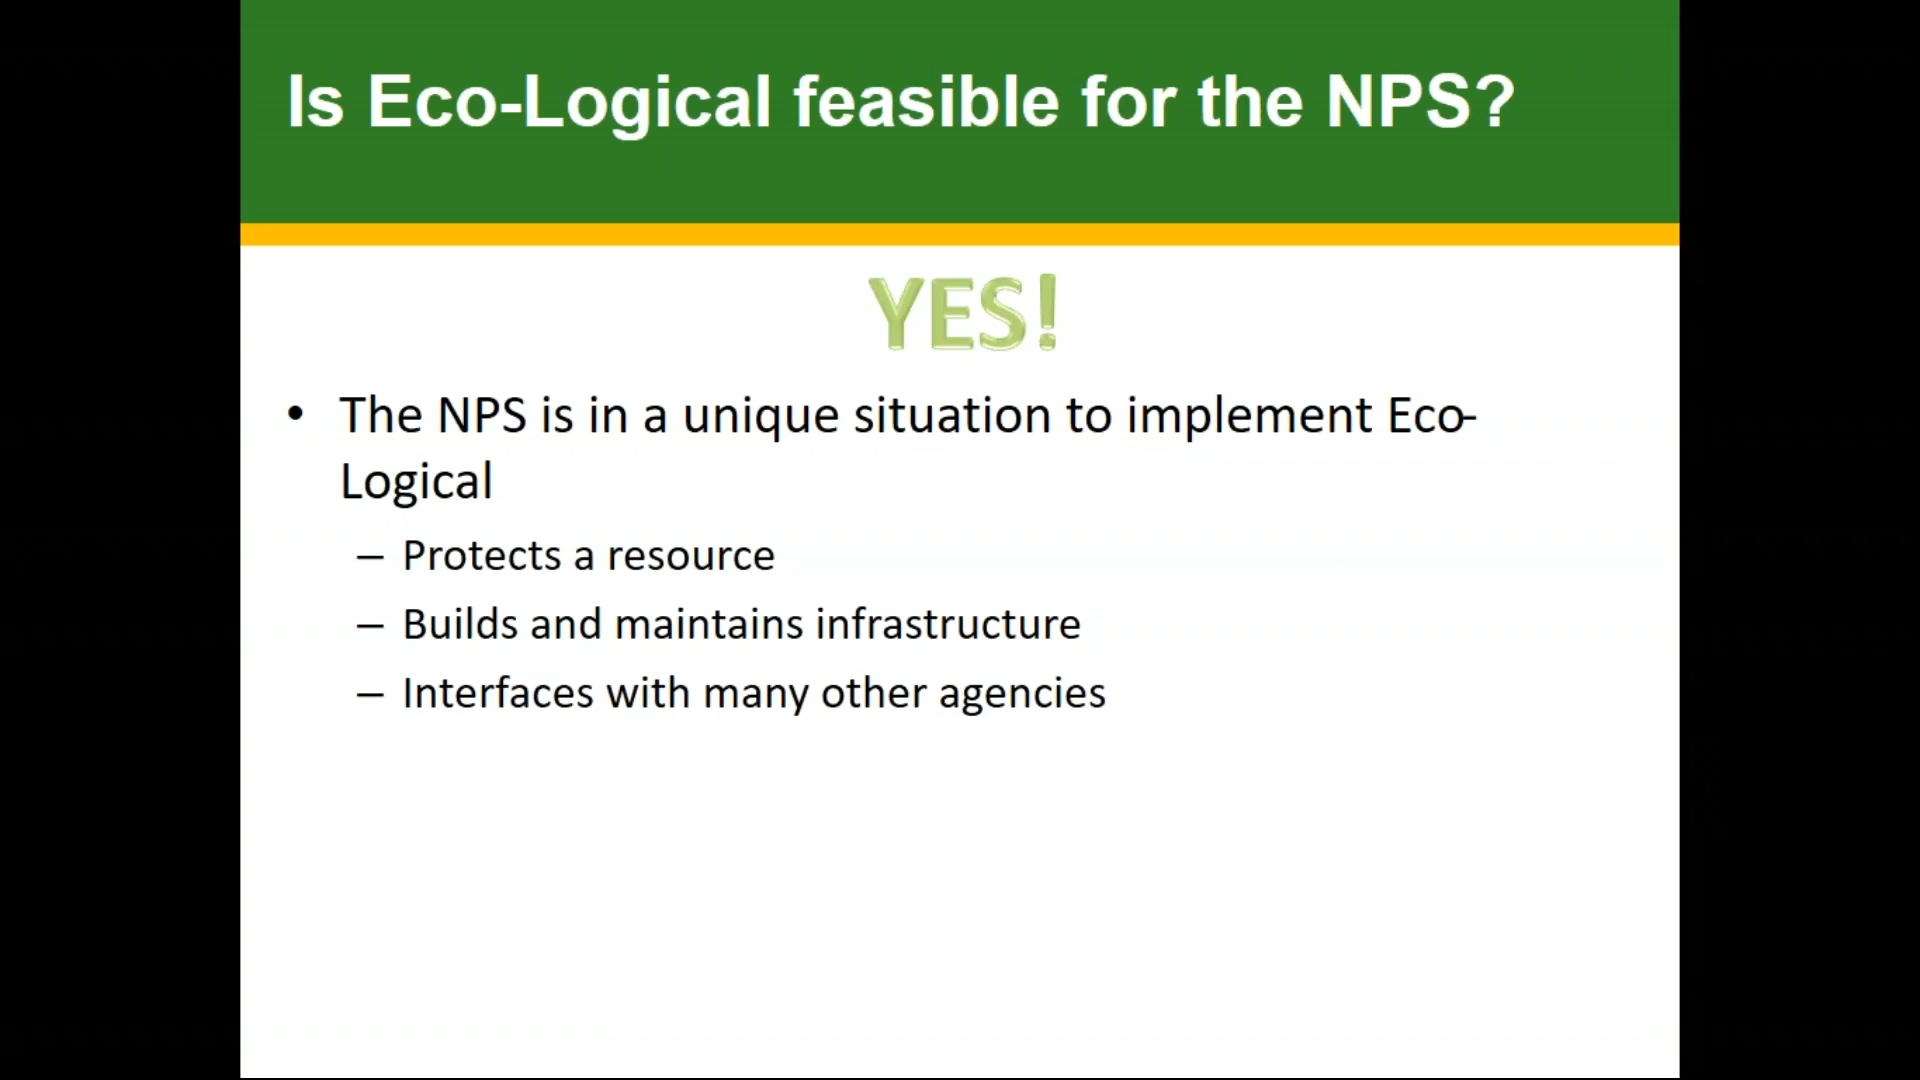 Is Eco-Logical feasible for the NPS?
YES!
• The NPS is in a unique situation to implement Eco-
Logical
– Protects a resource
– Builds and maintains infrastructure
– Interfaces with many other agencies